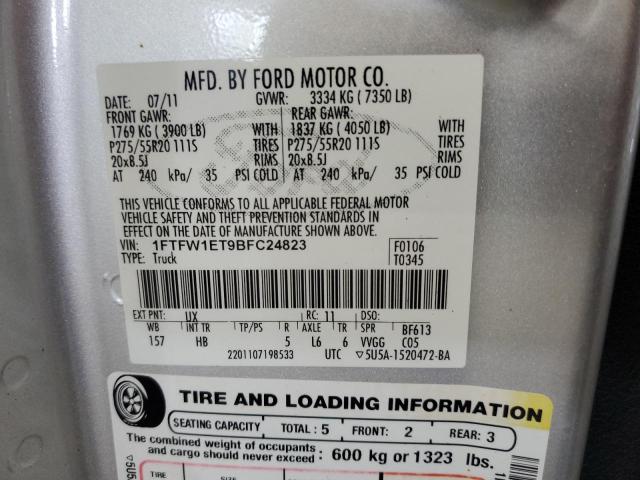 MFD. BY FORD MOTOR CO.
DATE: 07/11 GVWR: 3334 KG ( 7350 LB)
FRONT GAWR: REAR GAWR:
1769 KG ( 3900 LB) WITH 1837 KG ( 4050 LB) WITH
P275/55R20 111S TIRES P275/55R20 111S TIRES
20x8.5J RIMS 20x8.5J RIMS
AT 240 kPa/ 35 PSI COLD AT 240 kPa/ 35 PSI COLD
THIS VEHICLE CONFORMS TO ALL APPLICABLE FEDERAL MOTOR
VEHICLE SAFETY AND THEFT PREVENTION STANDARDS IN EFFECT
ON THE DATE OF MANUFACTURE SHOWN ABOVE.
VIN: 1FTFW1ET9BFC24823 F0106
TYPE: Truck T0345
EXT PNT: UX RC: 11 DSO:
WB INT TR TP/PS R AXLE TR SPR BF613
157 HB 5 L6 6 VVGG C05
2201107198533 UTC ▽5U5A-1520472-BA
TIRE AND LOADING INFORMATION
SEATING CAPACITY TOTAL : 5 FRONT: 2 REAR: 3
The combined weight of occupants
and cargo should never exceed: 600 kg or 1323 lbs.
TIRE